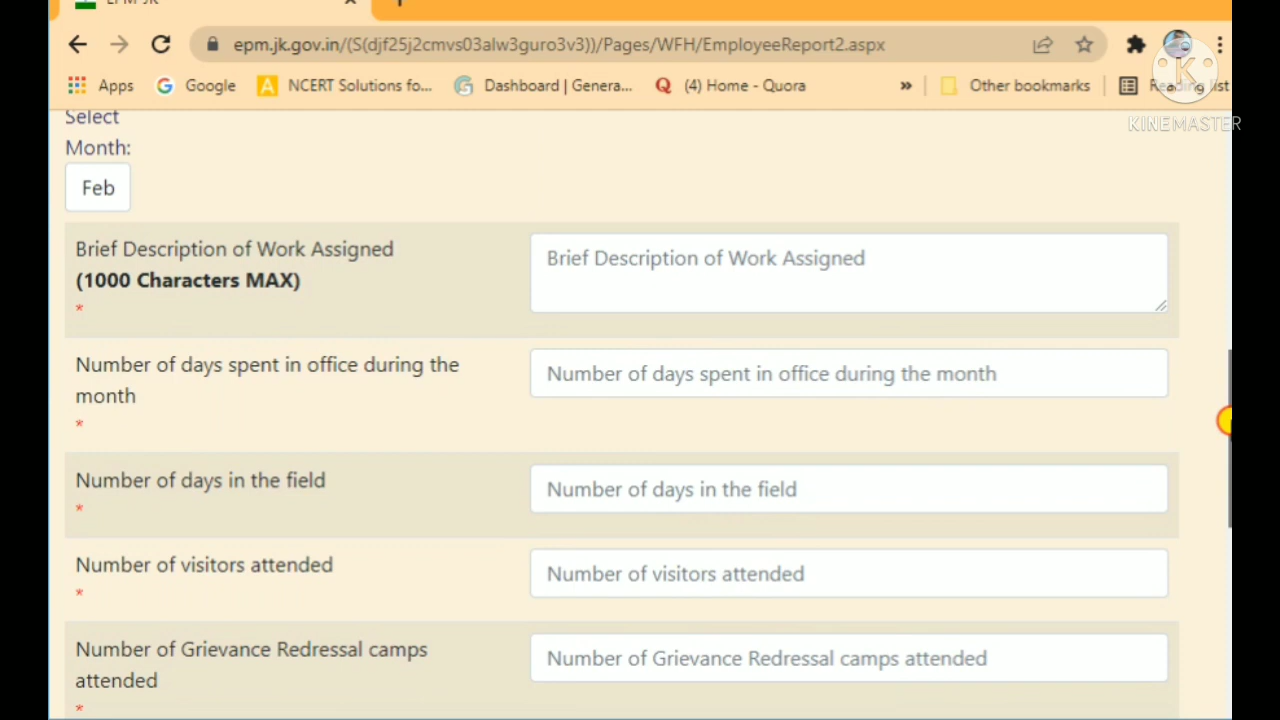 EPM-JK
epm.jk.gov.in/(S(djf25j2cmvs03alw3guro3v3))/Pages/WFH/EmployeeReport2.aspx
Apps Google NCERT Solutions fo... Dashboard | Genera... (4) Home - Quora » Other bookmarks Reading list
K
KINEMASTER
Select
Month:
Feb
Brief Description of Work Assigned
(1000 Characters MAX)
*
Brief Description of Work Assigned
Number of days spent in office during the
month
*
Number of days spent in office during the month
Number of days in the field
*
Number of days in the field
Number of visitors attended
*
Number of visitors attended
Number of Grievance Redressal camps
attended
*
Number of Grievance Redressal camps attended